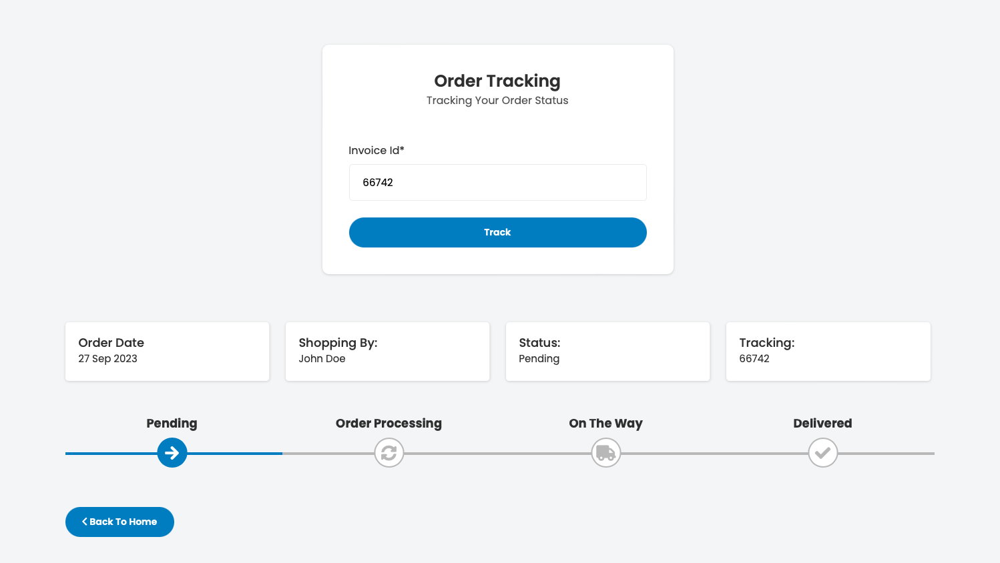 Order Tracking
Tracking Your Order Status
Invoice Id*
66742
Track
Order Date
27 Sep 2023
Shopping By:
John Doe
Status:
Pending
Tracking:
66742
Pending
Order Processing
On The Way
Delivered
Back To Home